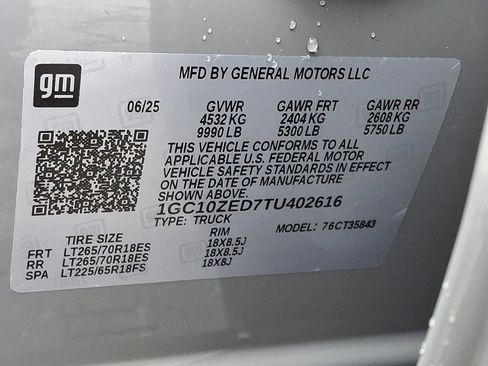 gm
MFD BY GENERAL MOTORS LLC
06/25 GVWR GAWR FRT GAWR RR
4532 KG 2404 KG 2608 KG
9990 LB 5300 LB 5750 LB
THIS VEHICLE CONFORMS TO ALL
APPLICABLE U.S. FEDERAL MOTOR
VEHICLE SAFETY STANDARDS IN EFFECT
ON THE DATE OF MANUFACTURE
SHOWN ABOVE.
1GC10ZED7TU402616
TYPE: TRUCK MODEL: 76CT35843
TIRE SIZE RIM
FRT LT265/70R18ES 18X8.5J
RR LT265/70R18ES 18X8.5J
SPA LT225/65R18FS 18X8J